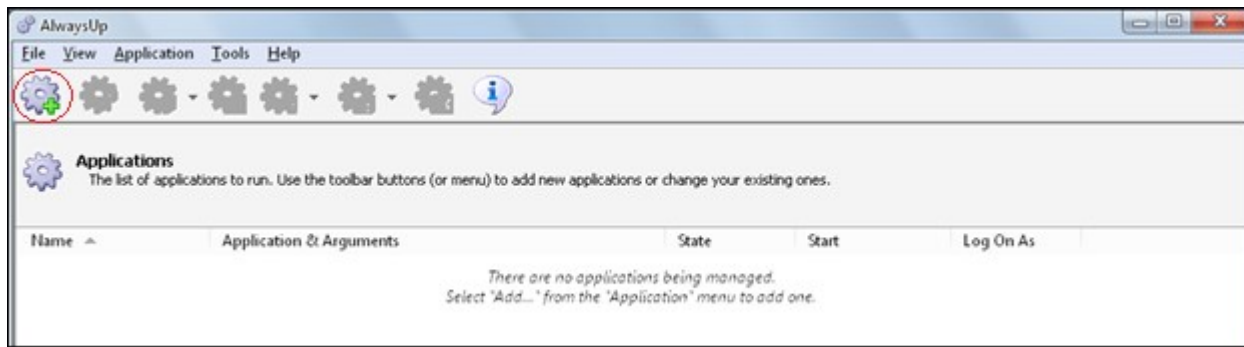 AlwaysUp
File View Application Tools Help
Applications
The list of applications to run. Use the toolbar buttons (or menu) to add new applications or change your existing ones.
Name Application & Arguments State Start Log On As
There are no applications being managed.
Select "Add..." from the "Application" menu to add one.